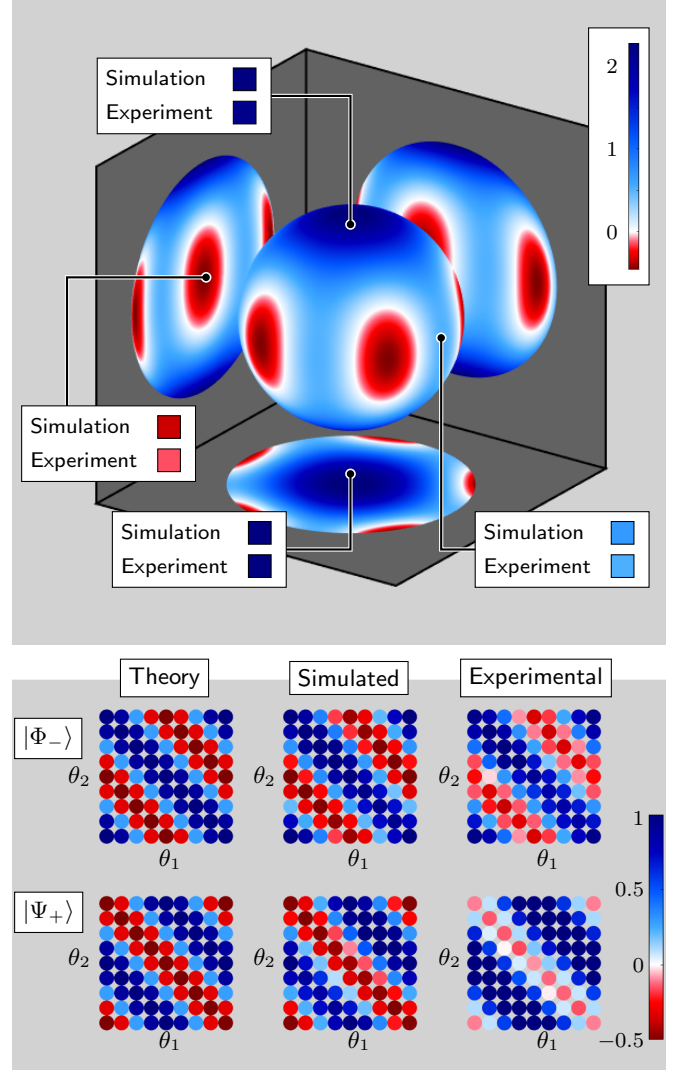 Simulation
Experiment
2
1
0
Simulation
Experiment
Simulation
Experiment
Simulation
Experiment
Theory
Simulated
Experimental
|Φ₋⟩
θ₂
θ₂
θ₂
θ₁
θ₁
θ₁
|Ψ₊⟩
θ₂
θ₂
θ₂
θ₁
θ₁
θ₁
1
0.5
0
−0.5